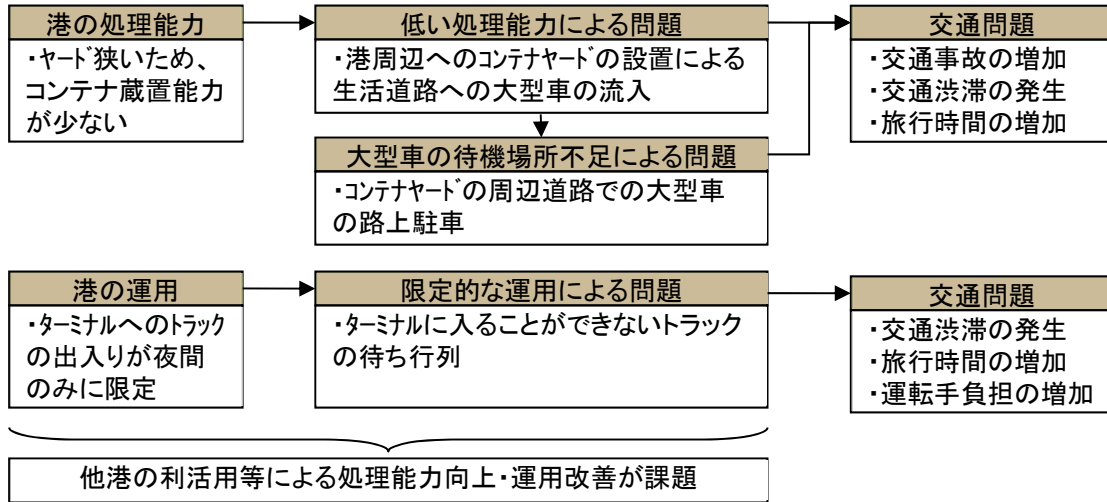 港の処理能力
・ヤード狭いため、
コンテナ蔵置能力
が少ない
低い処理能力による問題
・港周辺へのコンテナヤードの設置による
生活道路への大型車の流入
大型車の待機場所不足による問題
・コンテナヤードの周辺道路での大型車
の路上駐車
交通問題
・交通事故の増加
・交通渋滞の発生
・旅行時間の増加
港の運用
・ターミナルへのトラック
の出入りが夜間
のみに限定
限定的な運用による問題
・ターミナルに入ることができないトラック
の待ち行列
交通問題
・交通渋滞の発生
・旅行時間の増加
・運転手負担の増加
他港の利活用等による処理能力向上・運用改善が課題